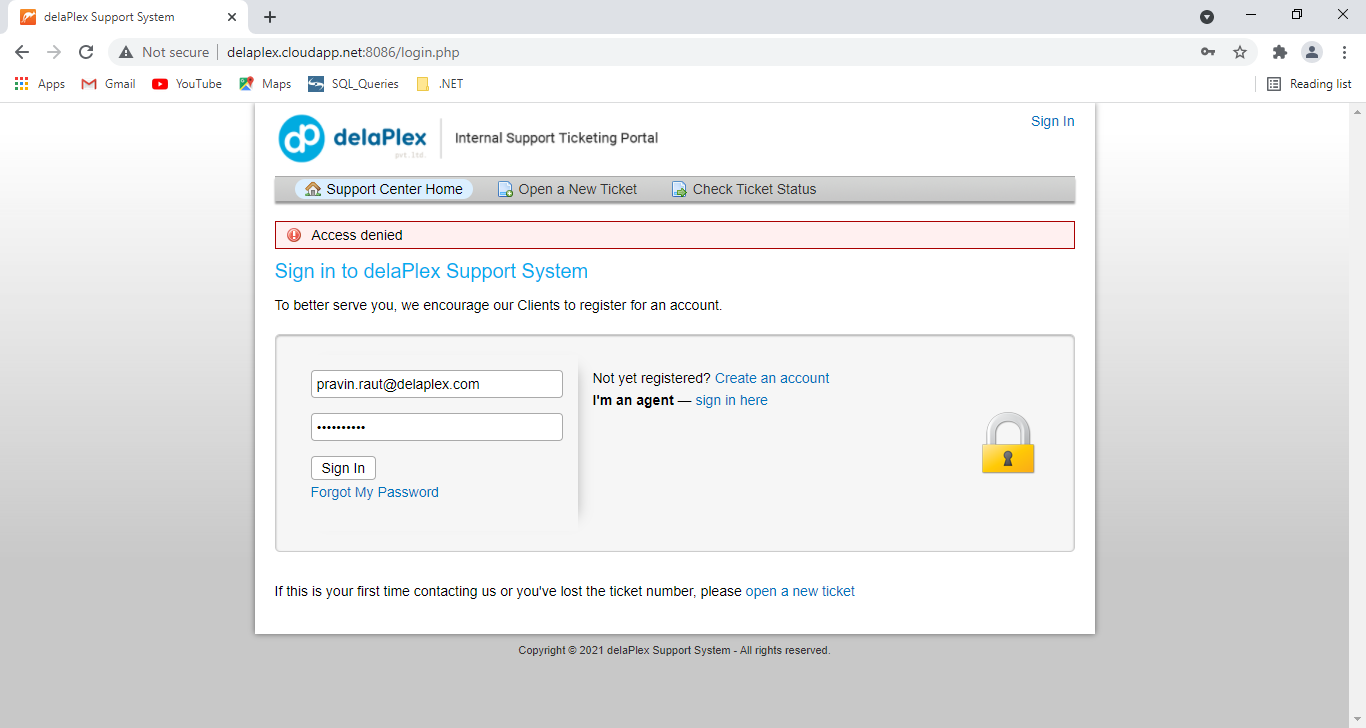 delaPlex Support System
Not secure | delaplex.cloudapp.net:8086/login.php
Apps Gmail YouTube Maps SQL_Queries .NET Reading list
delaPlex Internal Support Ticketing Portal Sign In
pvt.ltd.
Support Center Home Open a New Ticket Check Ticket Status
Access denied
Sign in to delaPlex Support System
To better serve you, we encourage our Clients to register for an account.
pravin.raut@delaplex.com
••••••••••
Sign In
Forgot My Password
Not yet registered? Create an account
I'm an agent — sign in here
If this is your first time contacting us or you've lost the ticket number, please open a new ticket
Copyright © 2021 delaPlex Support System - All rights reserved.